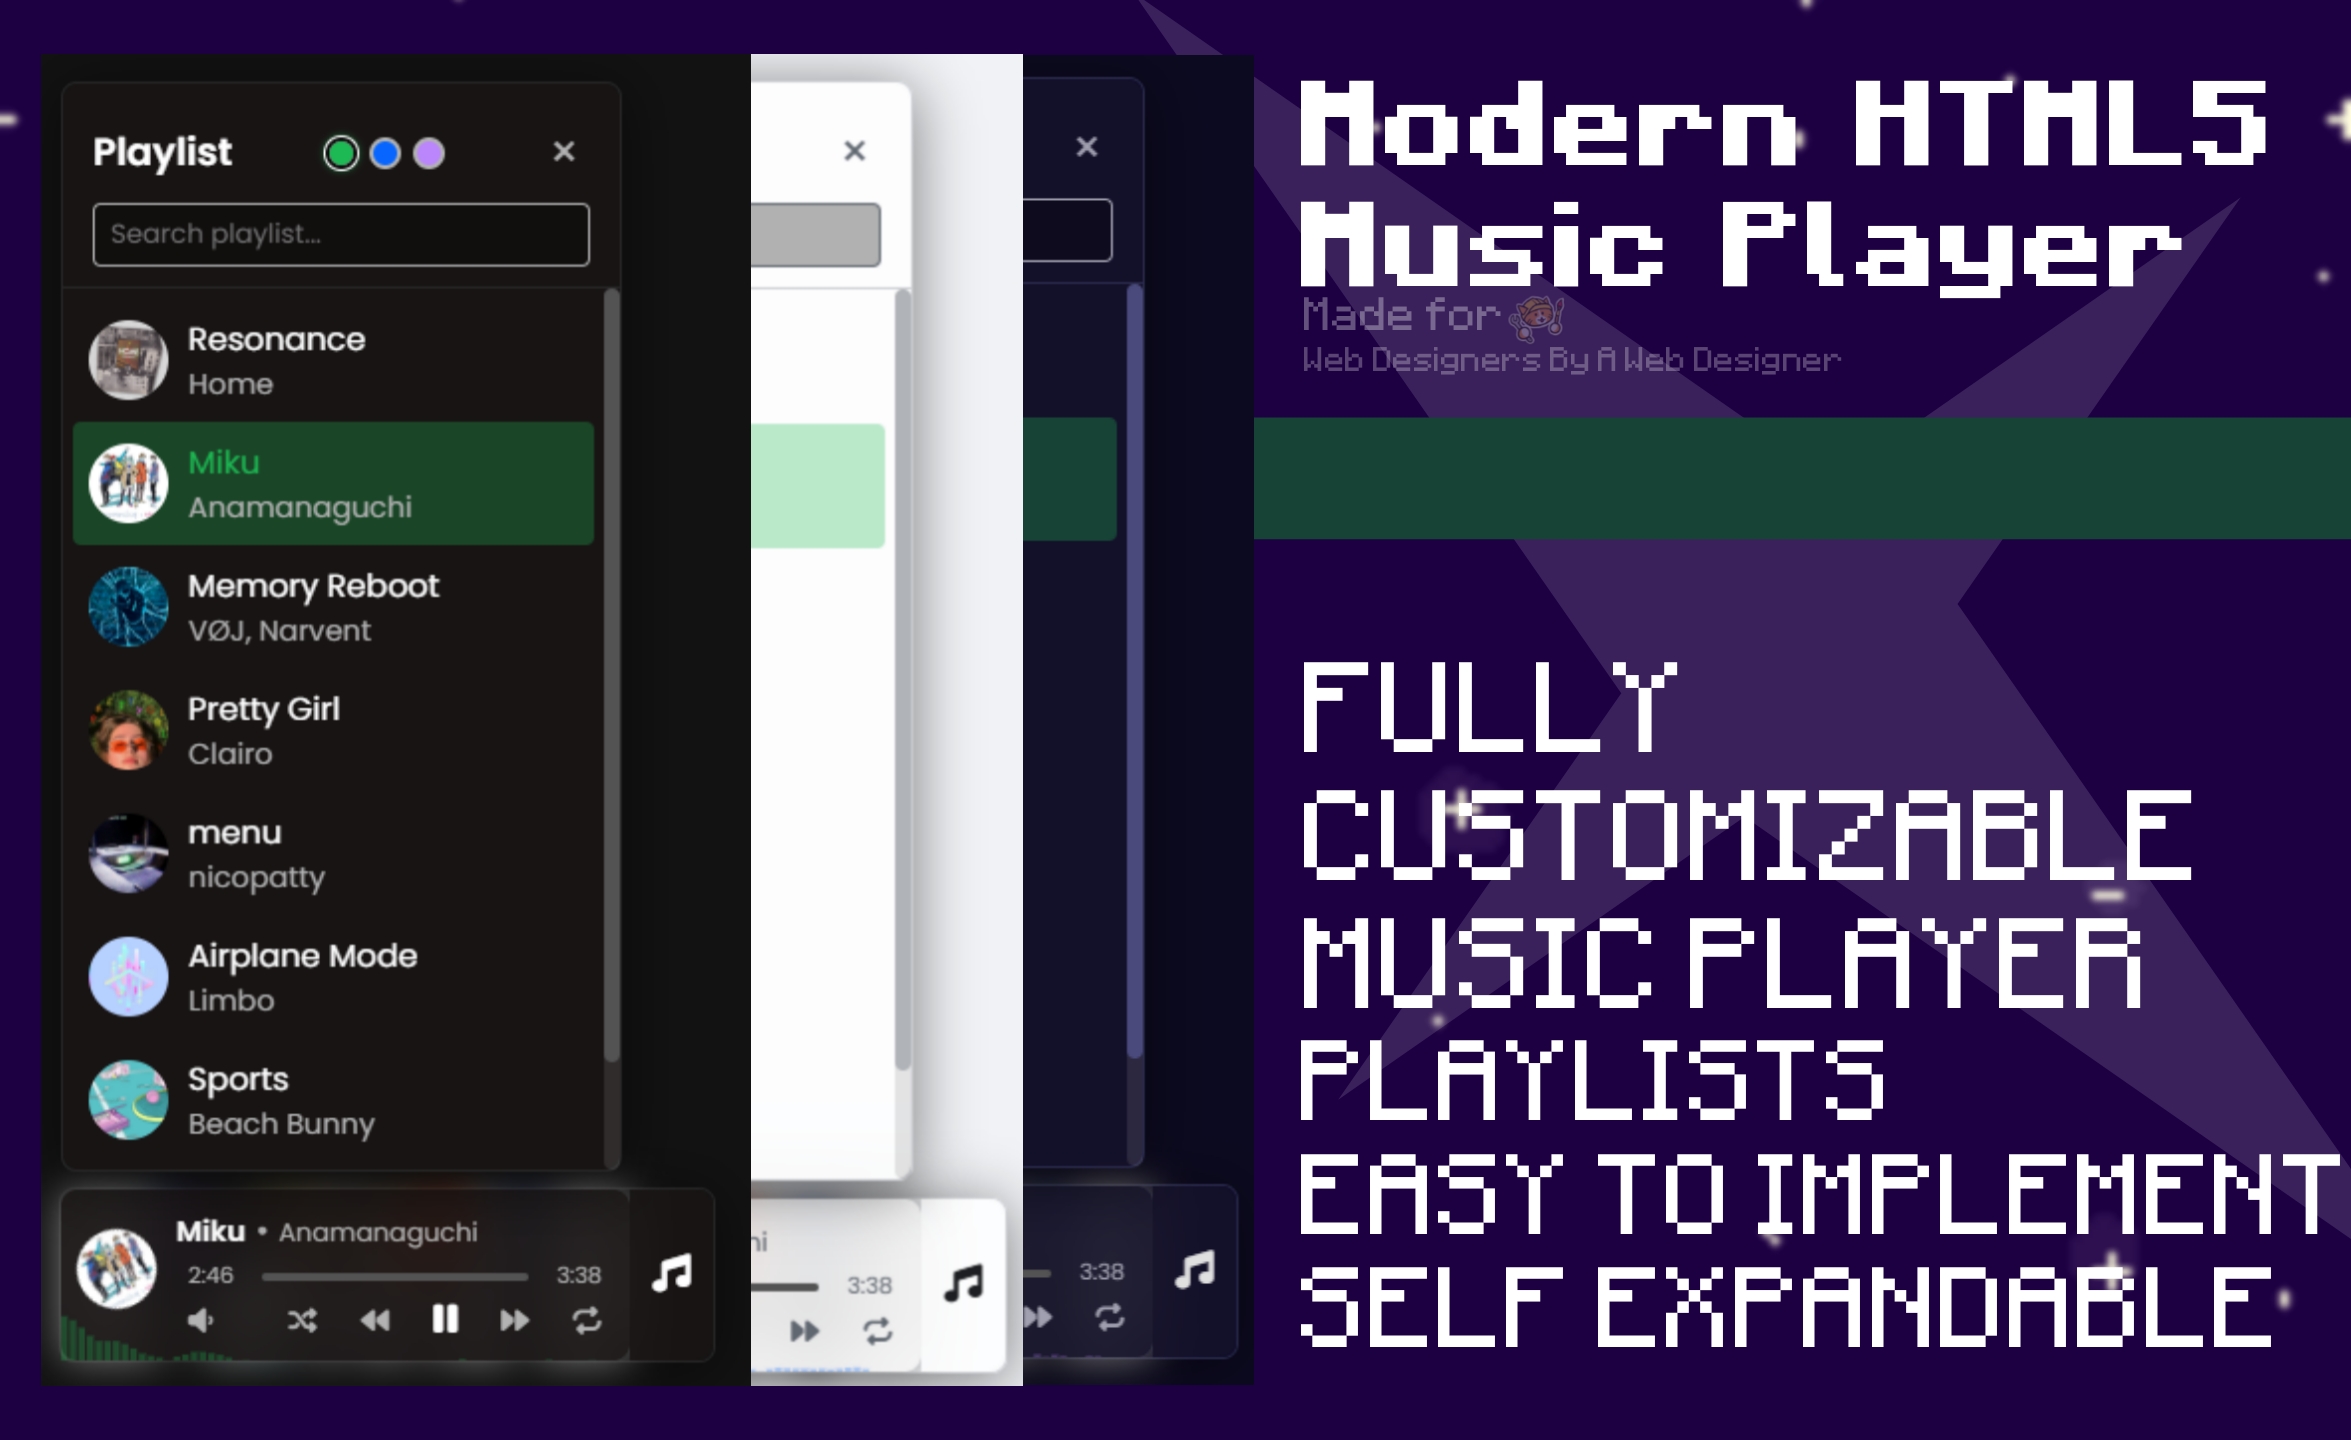 Playlist
Search playlist...
Resonance
Home
Miku
Anamanaguchi
Memory Reboot
VØJ, Narvent
Pretty Girl
Clairo
menu
nicopatty
Airplane Mode
Limbo
Sports
Beach Bunny
Miku • Anamanaguchi
2:46 3:38
hi
3:38
3:38
Modern HTML5
Music Player
Made for
Web Designers By A Web Designer
FULLY
CUSTOMIZABLE
MUSIC PLAYER
PLAYLISTS
EASY TO IMPLEMENT
SELF EXPANDABLE